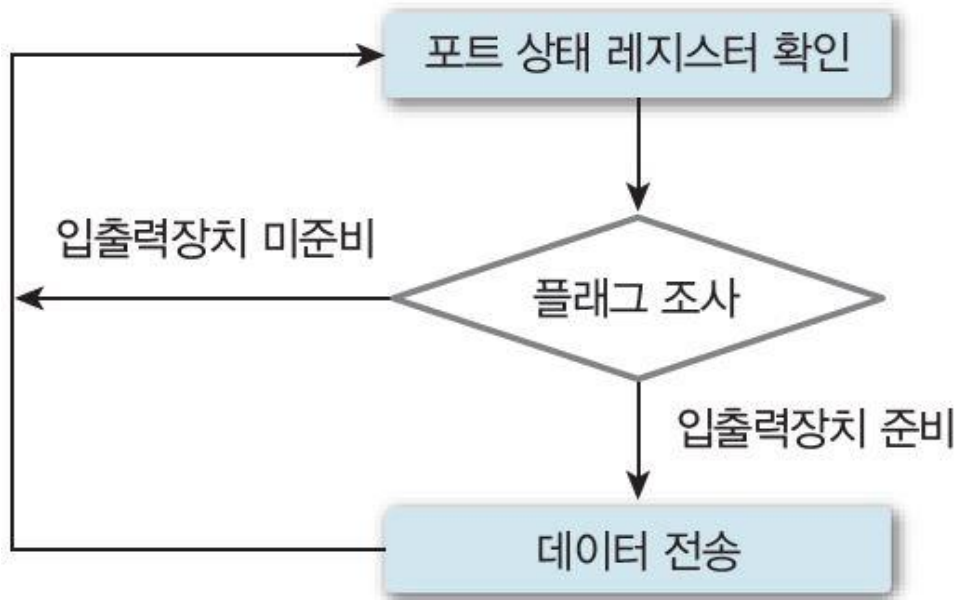 포트 상태 레지스터 확인
입출력장치 미준비
플래그 조사
입출력장치 준비
데이터 전송